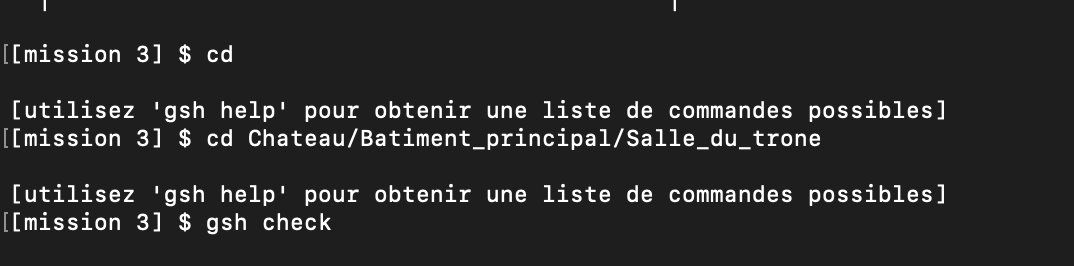 [[mission 3] $ cd
[utilisez 'gsh help' pour obtenir une liste de commandes possibles]
[[mission 3] $ cd Chateau/Batiment_principal/Salle_du_trone
[utilisez 'gsh help' pour obtenir une liste de commandes possibles]
[[mission 3] $ gsh check